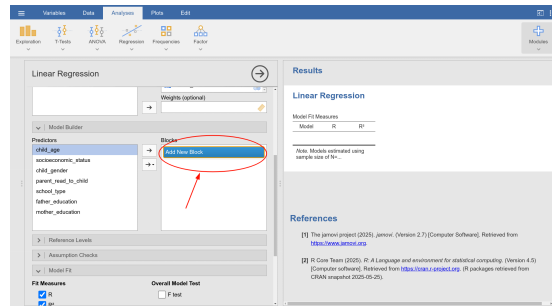 Variables Data Analyses Plots Edit
Exploration T-Tests ANOVA Regression Frequencies Factor Modules
Linear Regression
Weights (optional)
Model Builder
Predictors
Blocks
child_age
socioeconomic_status
child_gender
parent_read_to_child
school_type
father_education
mother_education
Add New Block
Reference Levels
Assumption Checks
Model Fit
Fit Measures
Overall Model Test
R
F test
R²
Results
Linear Regression
Model Fit Measures
Model R R²
Note. Models estimated using
sample size of N=...
References
[1] The jamovi project (2025). jamovi. (Version 2.7) [Computer Software]. Retrieved from
https://www.jamovi.org.
[2] R Core Team (2025). R: A Language and environment for statistical computing. (Version 4.5)
[Computer software]. Retrieved from https://cran.r-project.org. (R packages retrieved from
CRAN snapshot 2025-05-25).